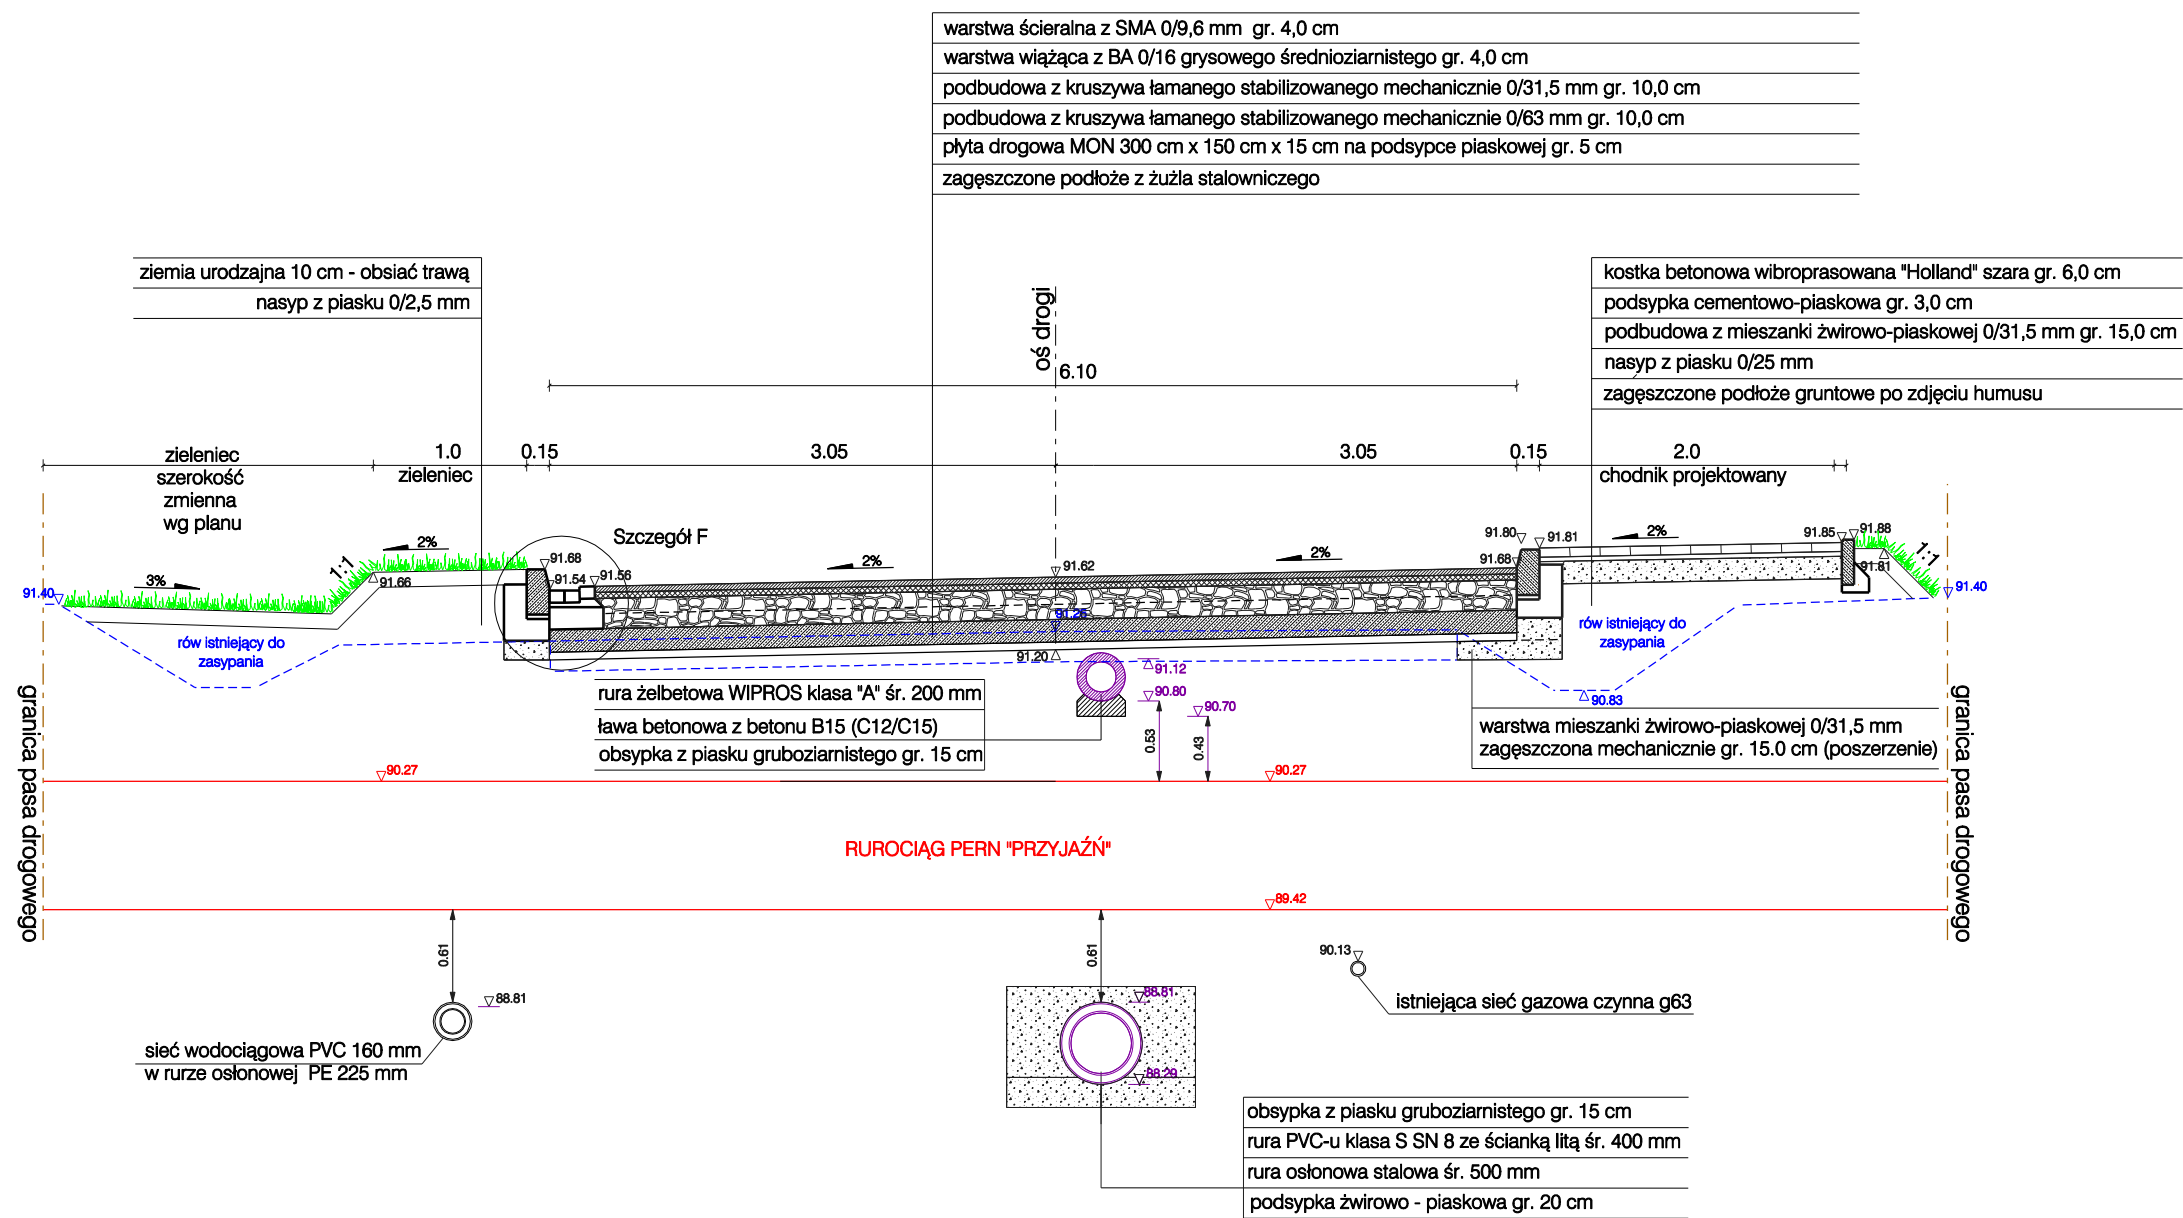 warstwa ścieralna z SMA 0/9,6 mm gr. 4,0 cm
warstwa wiążąca z BA 0/16 grysowego średnioziarnistego gr. 4,0 cm
podbudowa z kruszywa łamanego stabilizowanego mechanicznie 0/31,5 mm gr. 10,0 cm
podbudowa z kruszywa łamanego stabilizowanego mechanicznie 0/63 mm gr. 10,0 cm
płyta drogowa MON 300 cm x 150 cm x 15 cm na podsypce piaskowej gr. 5 cm
zagęszczone podłoże z żużla stalowniczego
ziemia urodzajna 10 cm - obsiać trawą
nasyp z piasku 0/2,5 mm
kostka betonowa wibroprasowana "Holland" szara gr. 6,0 cm
podsypka cementowo-piaskowa gr. 3,0 cm
podbudowa z mieszanki żwirowo-piaskowej 0/31,5 mm gr. 15,0 cm
nasyp z piasku 0/25 mm
zagęszczone podłoże gruntowe po zdjęciu humusu
oś drogi
6.10
zieleniec
szerokość
zmienna
wg planu
1.0
zieleniec
0.15
3.05
3.05
0.15
2.0
chodnik projektowany
Szczegół F
3%
1:1
2%
2%
2%
2%
1:1
91.40
91.66
91.68
91.54
91.56
91.62
91.80
91.68
91.81
91.85
91.88
91.81
91.40
91.26
91.20
rów istniejący do
zasypania
rów istniejący do
zasypania
91.12
90.80
90.70
90.83
0.53
0.43
rura żelbetowa WIPROS klasa "A" śr. 200 mm
ława betonowa z betonu B15 (C12/C15)
obsypka z piasku gruboziarnistego gr. 15 cm
warstwa mieszanki żwirowo-piaskowej 0/31,5 mm
zagęszczona mechanicznie gr. 15.0 cm (poszerzenie)
granica pasa drogowego
granica pasa drogowego
90.27
90.27
RUROCIĄG PERN "PRZYJAŹŃ"
89.42
0.61
0.61
88.81
sieć wodociągowa PVC 160 mm
w rurze osłonowej PE 225 mm
88.81
88.29
90.13
istniejąca sieć gazowa czynna g63
obsypka z piasku gruboziarnistego gr. 15 cm
rura PVC-u klasa S SN 8 ze ścianką litą śr. 400 mm
rura osłonowa stalowa śr. 500 mm
podsypka żwirowo - piaskowa gr. 20 cm